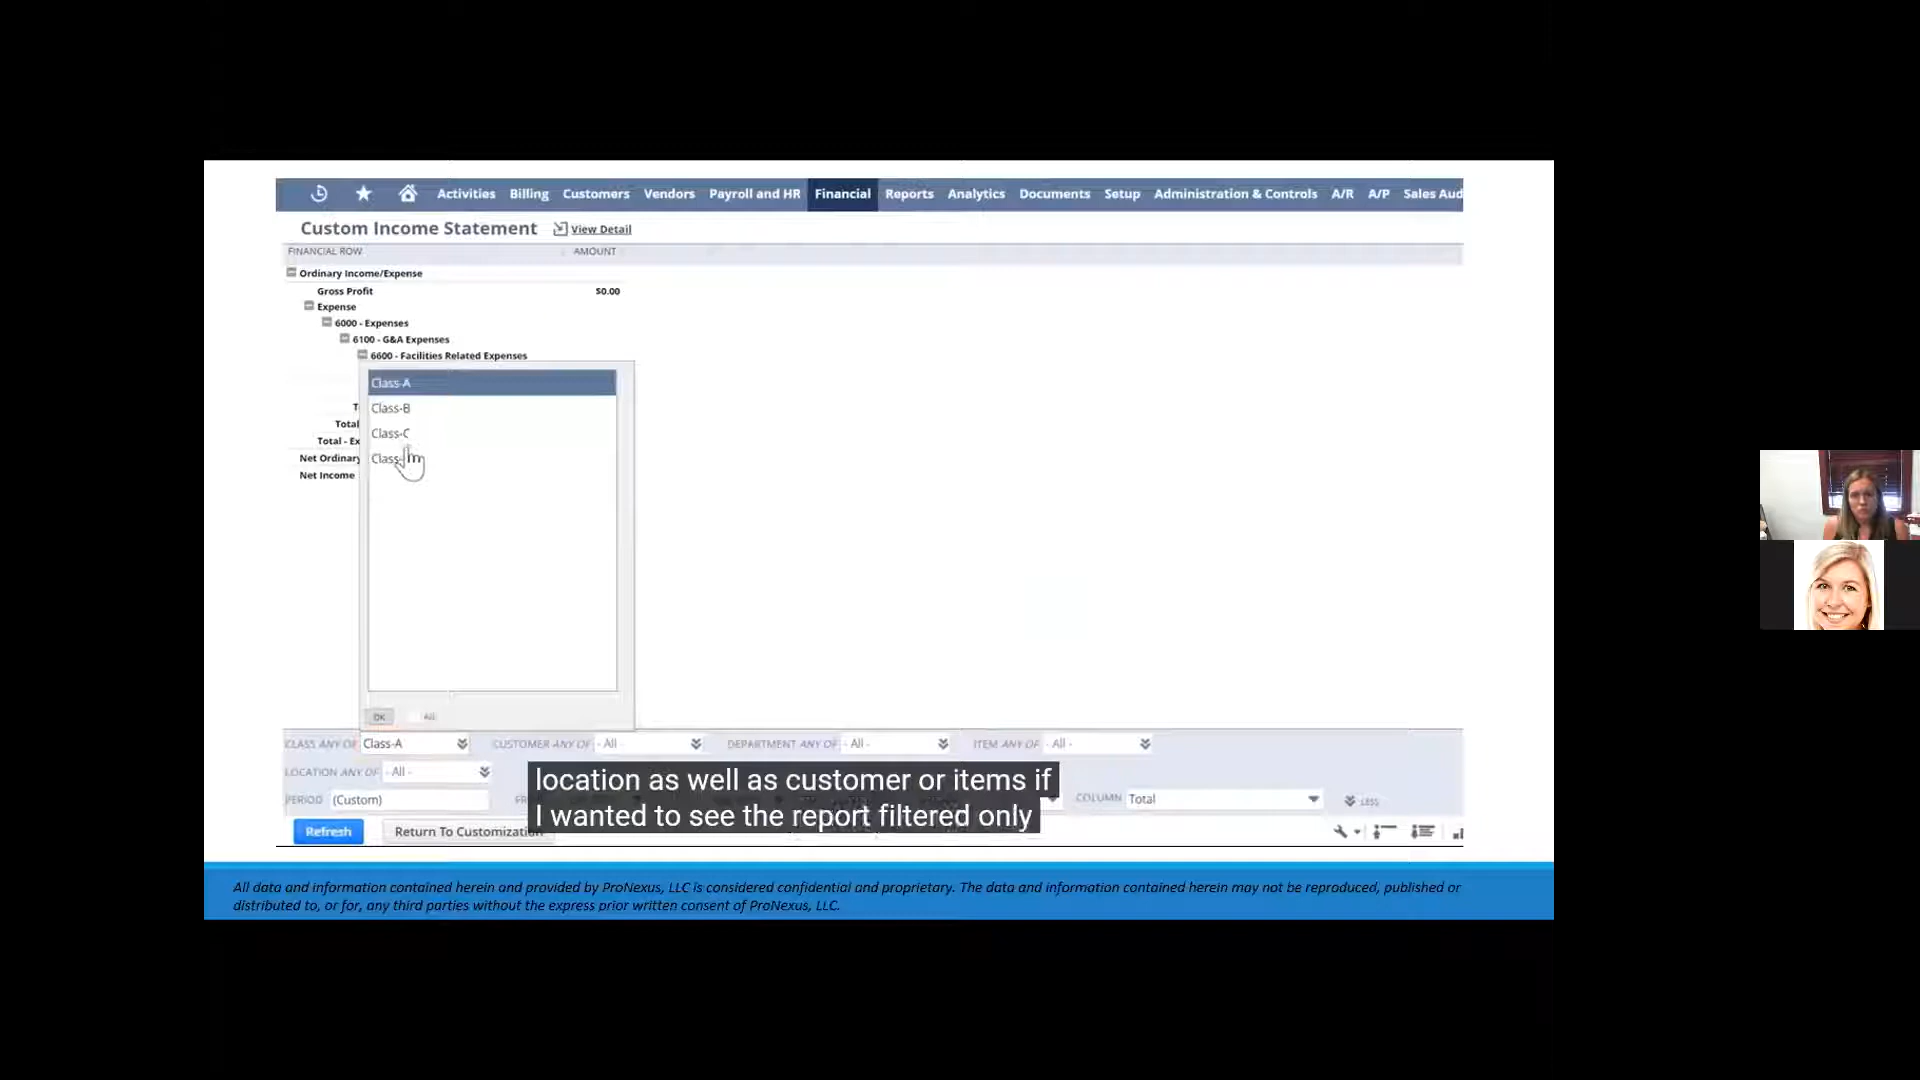 Activities Billing Customers Vendors Payroll and HR Financial Reports Analytics Documents Setup Administration & Controls A/R A/P Sales Aud
Custom Income Statement View Detail
FINANCIAL ROW AMOUNT
Ordinary Income/Expense
Gross Profit $0.00
Expense
6000 - Expenses
6100 - G&A Expenses
6600 - Facilities Related Expenses
Class-A
Class-B
T
Total
Class-C
Total - Ex
Net Ordinary Class-
Net Income
OK All
CLASS ANY OF Class-A CUSTOMER ANY OF - All - DEPARTMENT ANY OF - All - ITEM ANY OF - All -
LOCATION ANY OF - All -
location as well as customer or items if
PERIOD (Custom) COLUMN Total LESS
I wanted to see the report filtered only
Refresh Return To Customization
All data and information contained herein and provided by ProNexus, LLC is considered confidential and proprietary. The data and information contained herein may not be reproduced, published or
distributed to, or for, any third parties without the express prior written consent of ProNexus, LLC.